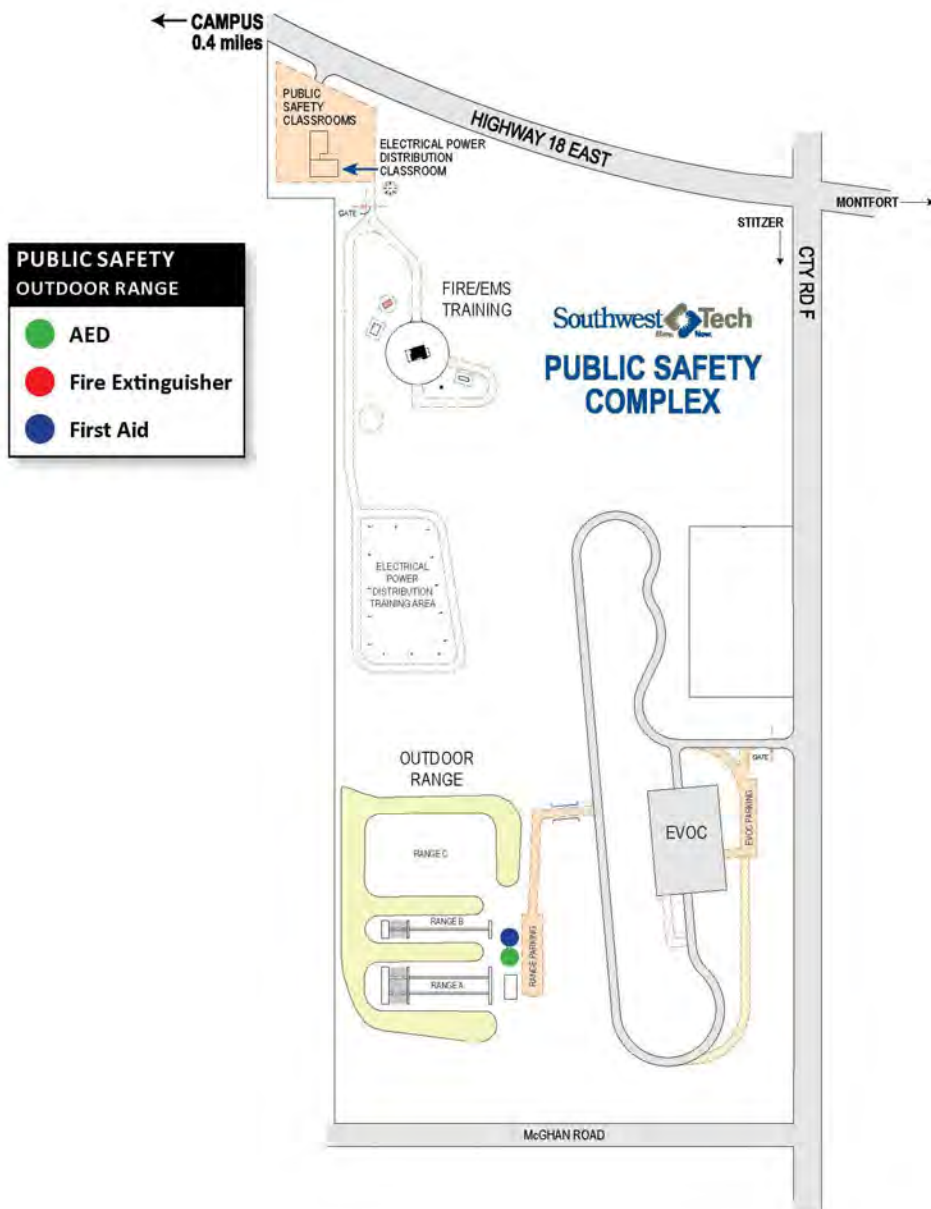 CAMPUS
0.4 miles
PUBLIC
SAFETY
CLASSROOMS
HIGHWAY 18 EAST
ELECTRICAL POWER
DISTRIBUTION
CLASSROOM
MONTFORT
GATE
STITZER
CTY RD F
PUBLIC SAFETY
OUTDOOR RANGE
AED
Fire Extinguisher
First Aid
FIRE/EMS
TRAINING
Southwest Tech
Here. Now.
PUBLIC SAFETY
COMPLEX
ELECTRICAL
POWER
DISTRIBUTION
TRAINING AREA
OUTDOOR
RANGE
GATE
EVOC
EVOC PARKING
RANGE C
RANGE B
RANGE PARKING
RANGE A
McGHAN ROAD